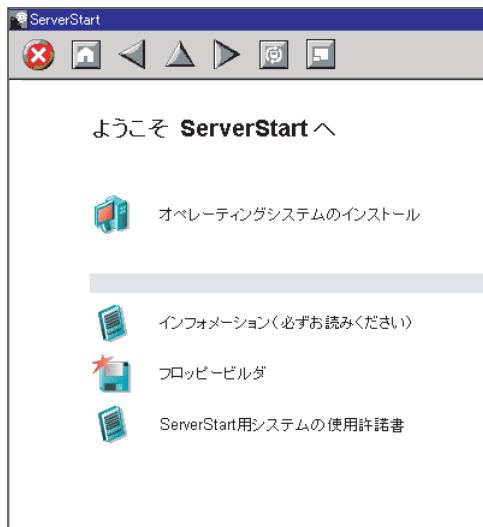 ServerStart
ようこそ ServerStart へ
オペレーティングシステムのインストール
インフォメーション(必ずお読みください)
フロッピービルダ
ServerStart用システムの使用許諾書